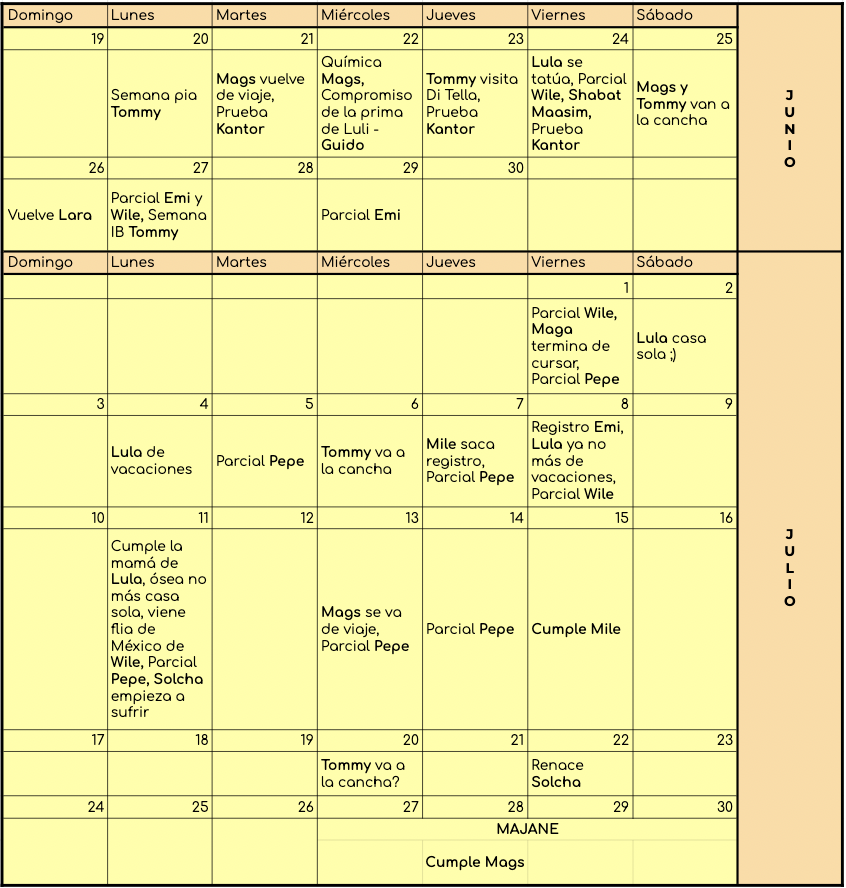 Domingo Lunes Martes Miércoles Jueves Viernes Sábado
19 20 21 22 23 24 25
Semana pia
Tommy
Mags vuelve
de viaje,
Prueba
Kantor
Química
Mags,
Compromiso
de la prima
de Luli -
Guido
Tommy visita
Di Tella,
Prueba
Kantor
Lula se
tatúa, Parcial
Wile, Shabat
Maasim,
Prueba
Kantor
Mags y
Tommy van a
la cancha
JUNIO
26 27 28 29 30
Vuelve Lara
Parcial Emi y
Wile, Semana
IB Tommy
Parcial Emi
Domingo Lunes Martes Miércoles Jueves Viernes Sábado
1 2
Parcial Wile,
Maga
termina de
cursar,
Parcial Pepe
Lula casa
sola ;)
3 4 5 6 7 8 9
Lula de
vacaciones
Parcial Pepe
Tommy va a
la cancha
Mile saca
registro,
Parcial Pepe
Registro Emi,
Lula ya no
más de
vacaciones,
Parcial Wile
JULIO
10 11 12 13 14 15 16
Cumple la
mamá de
Lula, ósea no
más casa
sola, viene
flia de
México de
Wile, Parcial
Pepe, Solcha
empieza a
sufrir
Mags se va
de viaje,
Parcial Pepe
Parcial Pepe
Cumple Mile
17 18 19 20 21 22 23
Tommy va a
la cancha?
Renace
Solcha
24 25 26 27 28 29 30
MAJANE
Cumple Mags